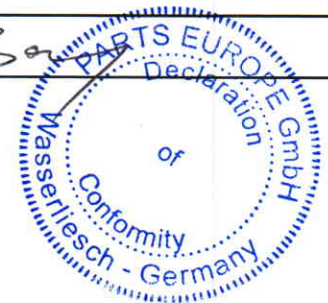 PARTS EUROPE GmbH
Wasserliesch - Germany
Declaration
of
Conformity